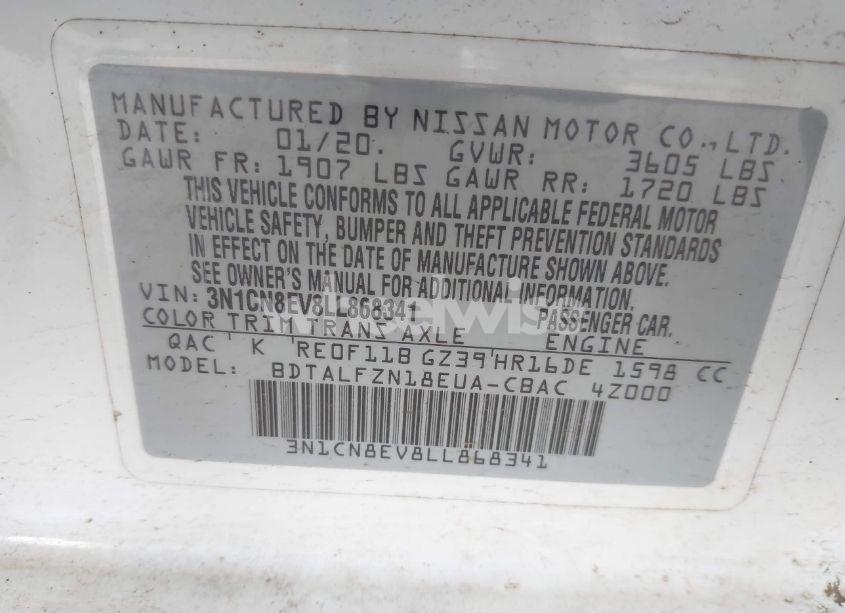 MANUFACTURED BY NISSAN MOTOR CO., LTD.
DATE: 01/20. GVWR: 3605 LBS
GAWR FR: 1907 LBS GAWR RR: 1720 LBS
THIS VEHICLE CONFORMS TO ALL APPLICABLE FEDERAL MOTOR
VEHICLE SAFETY, BUMPER AND THEFT PREVENTION STANDARDS
IN EFFECT ON THE DATE OF MANUFACTURE SHOWN ABOVE.
SEE OWNER'S MANUAL FOR ADDITIONAL INFORMATION.
VIN: 3N1CN8EV8LL868341 PASSENGER CAR.
COLOR TRIM TRANS AXLE ENGINE
QAC K RE0F11B GZ39 HR16DE 1598 CC
MODEL: BDTALFZN18EUA-CBAC 4Z000
3N1CN8EV8LL868341